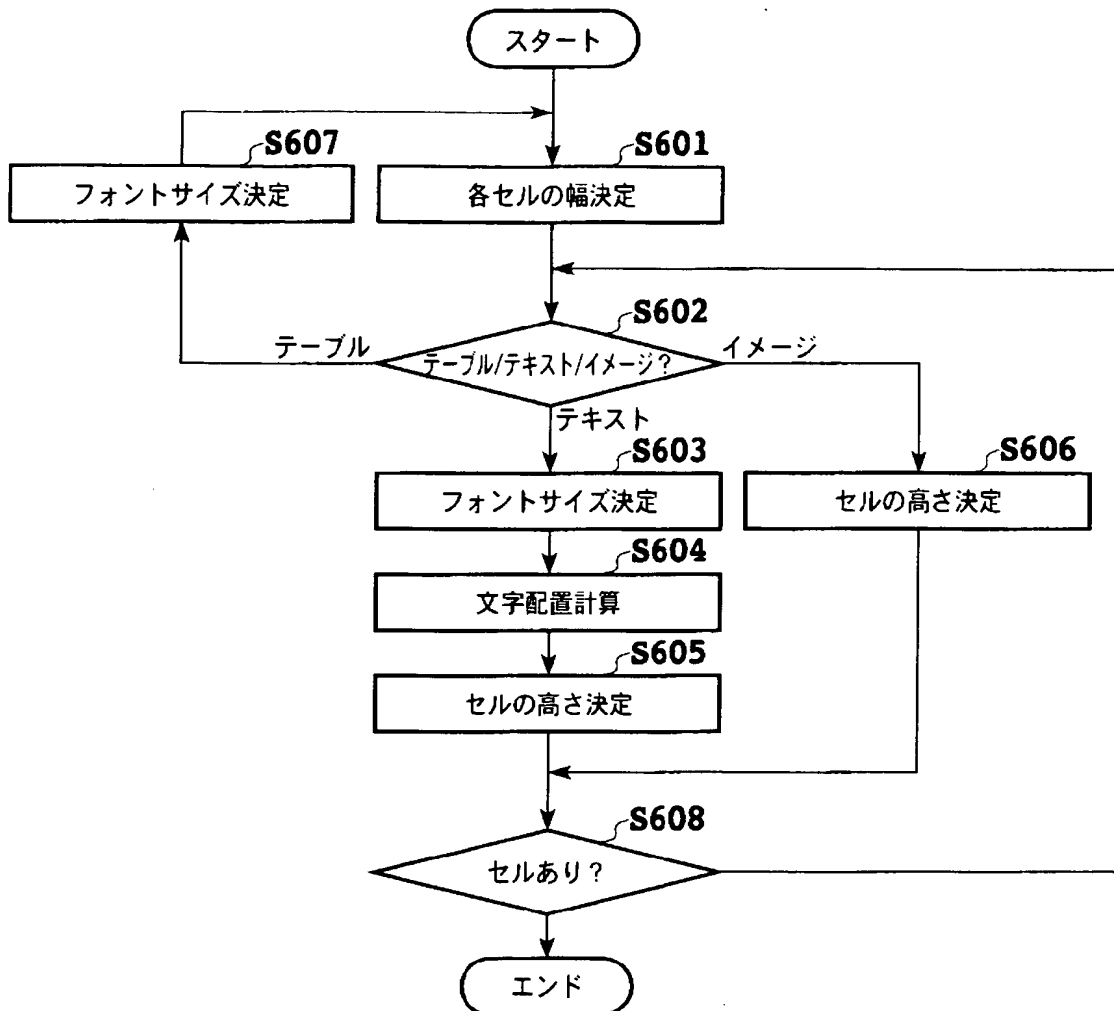 スタート
S607
フォントサイズ決定
S601
各セルの幅決定
S602
テーブル
テーブル/テキスト/イメージ?
イメージ
テキスト
S603
フォントサイズ決定
S606
セルの高さ決定
S604
文字配置計算
S605
セルの高さ決定
S608
セルあり?
エンド